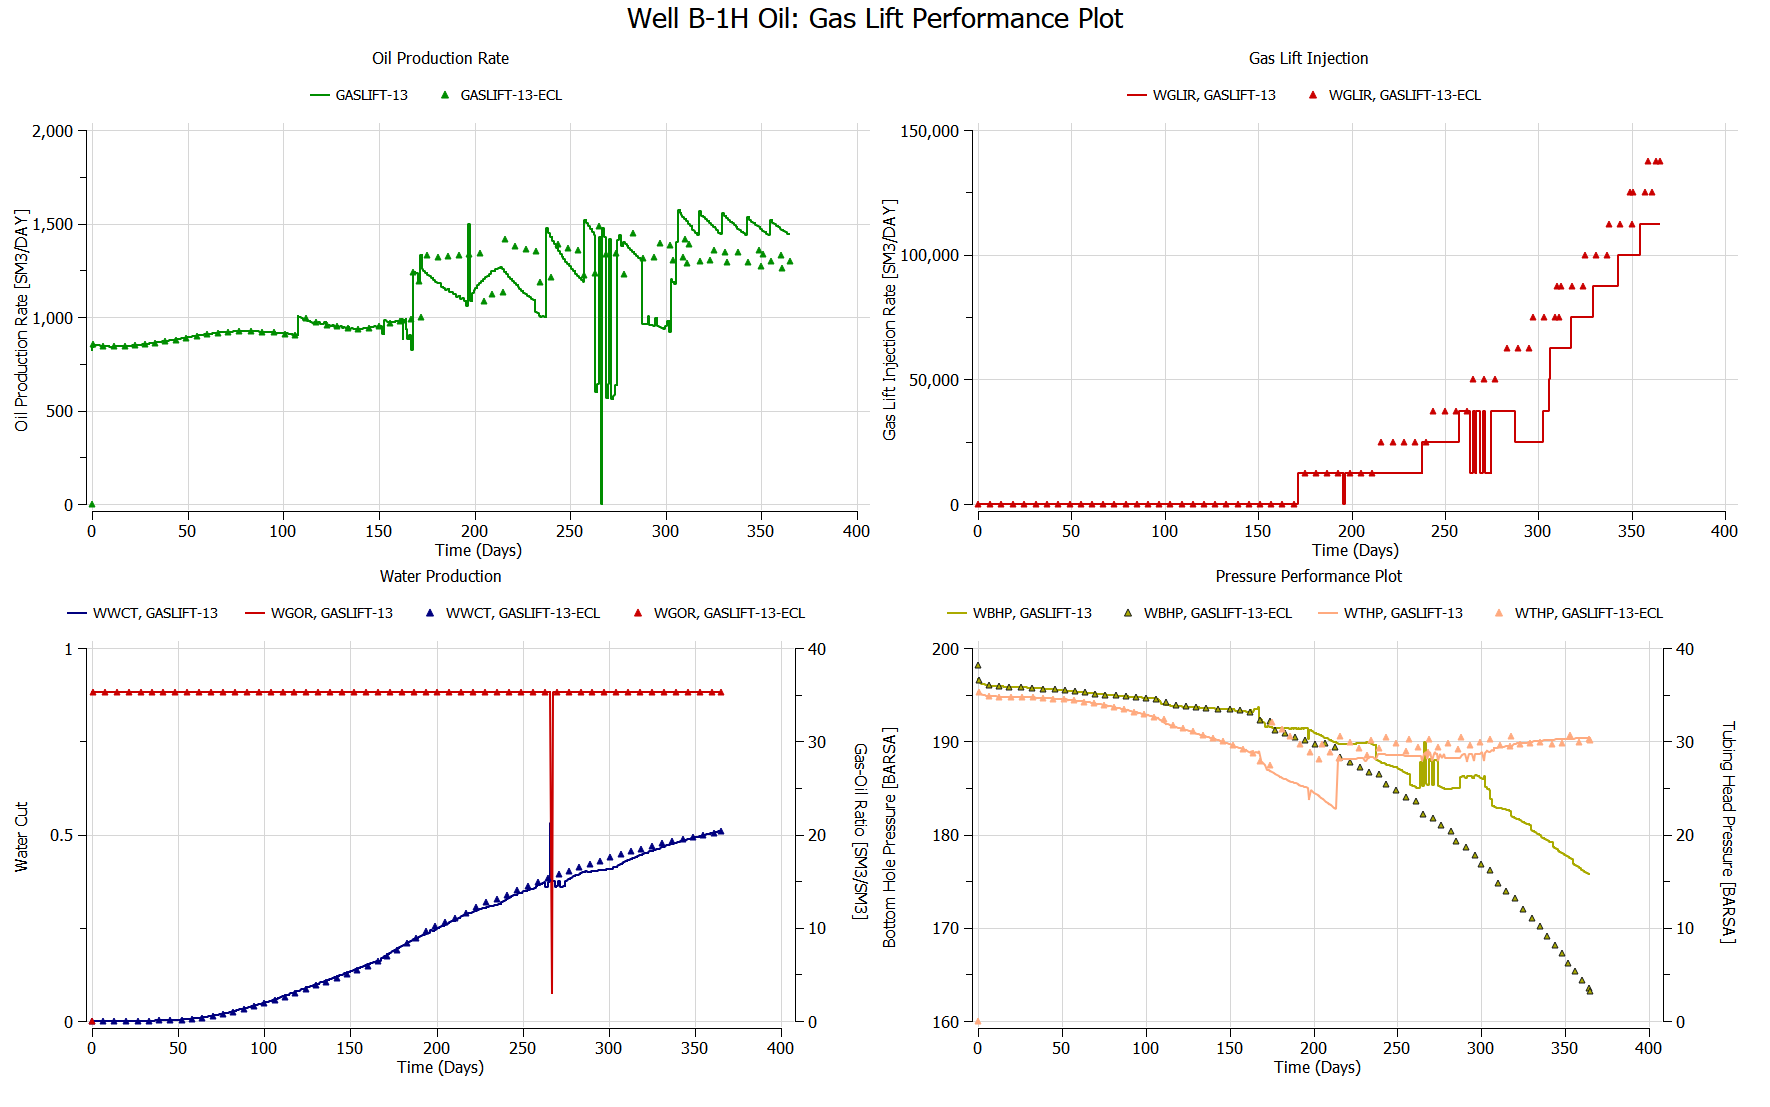 Well B-1H Oil: Gas Lift Performance Plot
Oil Production Rate
GASLIFT-13
GASLIFT-13-ECL
Oil Production Rate [SM3/DAY]
2,000
1,500
1,000
500
0
0 50 100 150 200 250 300 350 400
Time (Days)
Gas Lift Injection
WGLIR, GASLIFT-13
WGLIR, GASLIFT-13-ECL
Gas Lift Injection Rate [SM3/DAY]
150,000
100,000
50,000
0
0 50 100 150 200 250 300 350 400
Time (Days)
Water Production
WWCT, GASLIFT-13
WGOR, GASLIFT-13
WWCT, GASLIFT-13-ECL
WGOR, GASLIFT-13-ECL
Water Cut
1
0.5
0
40
30
20
10
0
Gas-Oil Ratio [SM3/SM3]
0 50 100 150 200 250 300 350 400
Time (Days)
Pressure Performance Plot
WBHP, GASLIFT-13
WBHP, GASLIFT-13-ECL
WTHP, GASLIFT-13
WTHP, GASLIFT-13-ECL
Bottom Hole Pressure [BARSA]
200
190
180
170
160
40
30
20
10
0
Tubing Head Pressure [BARSA]
0 50 100 150 200 250 300 350 400
Time (Days)